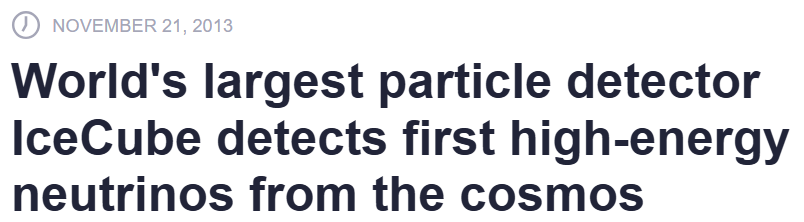 NOVEMBER 21, 2013
World's largest particle detector
IceCube detects first high-energy
neutrinos from the cosmos